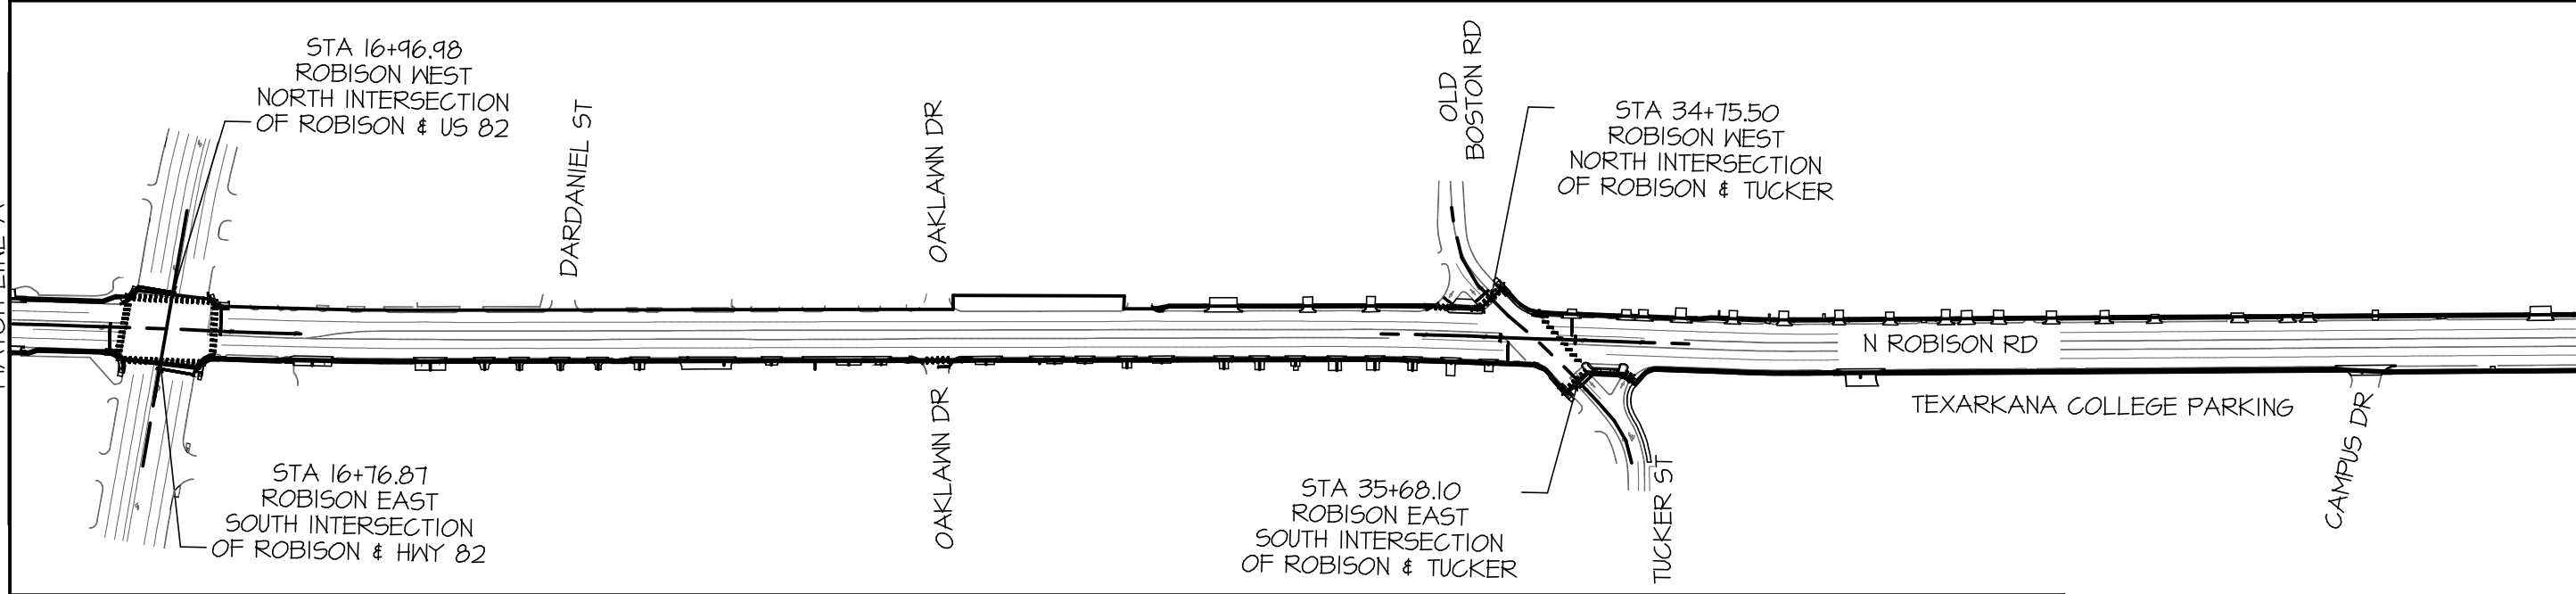 STA 16+96.98
ROBISON WEST
NORTH INTERSECTION
OF ROBISON & US 82
DARDANIEL ST
OAKLAWN DR
OLD
BOSTON RD
STA 34+75.50
ROBISON WEST
NORTH INTERSECTION
OF ROBISON & TUCKER
N ROBISON RD
TEXARKANA COLLEGE PARKING
CAMPUS DR
STA 16+76.87
ROBISON EAST
SOUTH INTERSECTION
OF ROBISON & HWY 82
OAKLAWN DR
STA 35+68.10
ROBISON EAST
SOUTH INTERSECTION
OF ROBISON & TUCKER
TUCKER ST